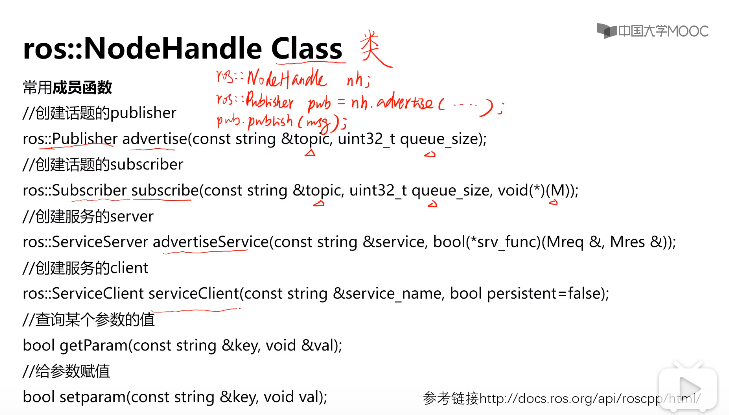 中国大学MOOC
ros::NodeHandle Class 类
常用成员函数
ros::NodeHandle nh;
ros::Publisher pub = nh.advertise(....);
pub.publish(msg);
//创建话题的publisher
ros::Publisher advertise(const string &topic, uint32_t queue_size);
//创建话题的subscriber
ros::Subscriber subscribe(const string &topic, uint32_t queue_size, void(*)(M));
//创建服务的server
ros::ServiceServer advertiseService(const string &service, bool(*srv_func)(Mreq &, Mres &));
//创建服务的client
ros::ServiceClient serviceClient(const string &service_name, bool persistent=false);
//查询某个参数的值
bool getParam(const string &key, void &val);
//给参数赋值
bool setparam(const string &key, void val);
参考链接http://docs.ros.org/api/roscpp/html/